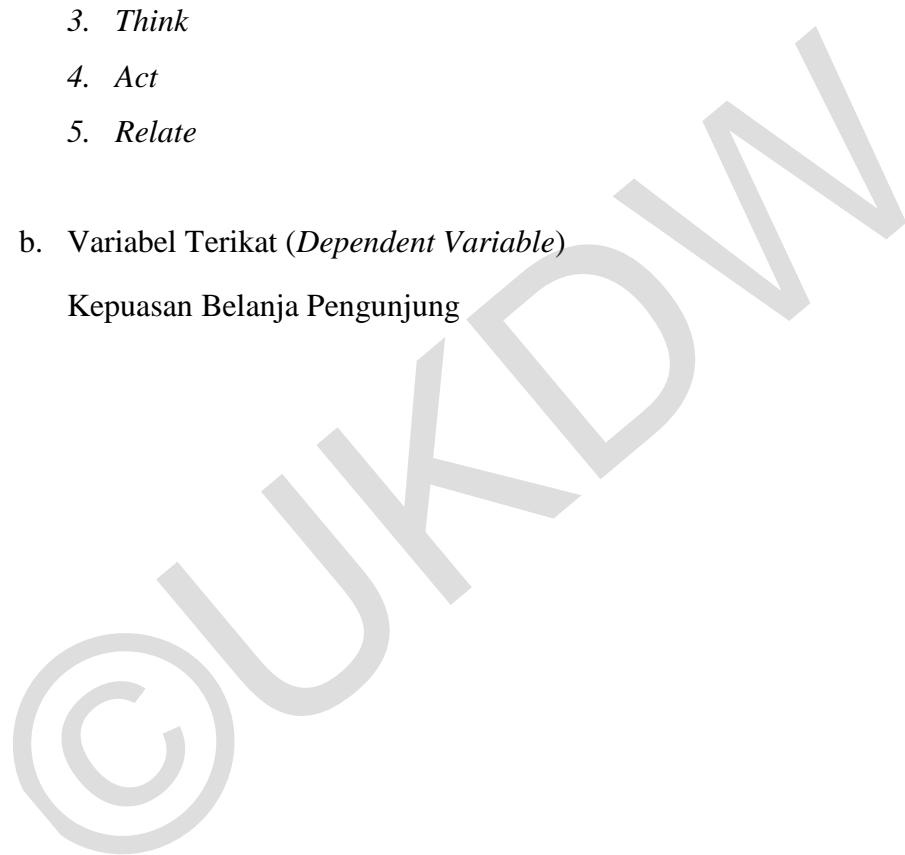 3. Think
4. Act
5. Relate
b. Variabel Terikat (Dependent Variable)
Kepuasan Belanja Pengunjung
©UKDW